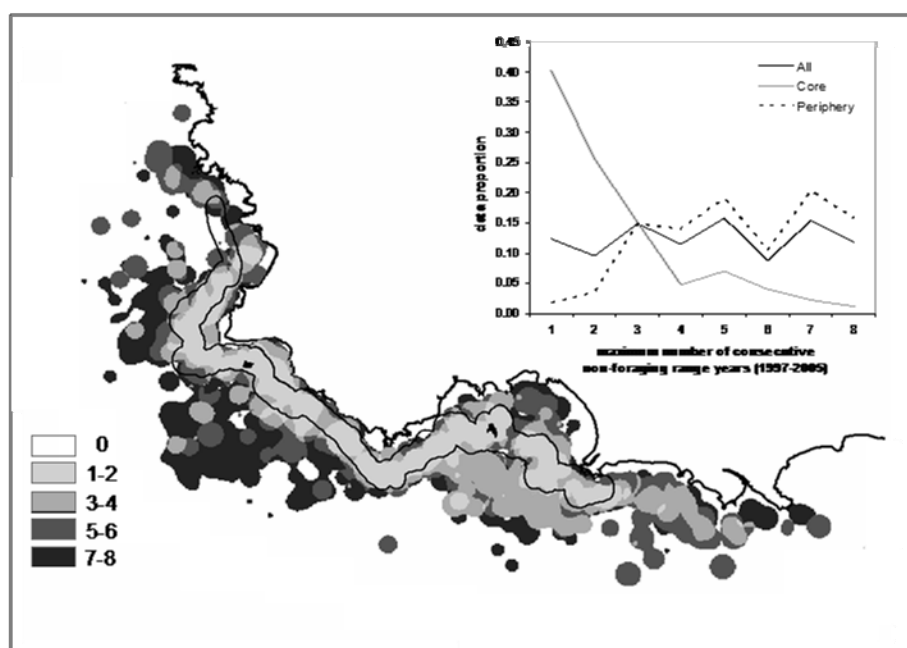 0.45
0.40
0.35
0.30
0.25
0.20
0.15
0.10
0.05
0.00
data proportion
All
Core
Periphery
1 2 3 4 5 6 7 8
maximum number of consecutive
non-foraging range years (1997-2005)
0
1-2
3-4
5-6
7-8